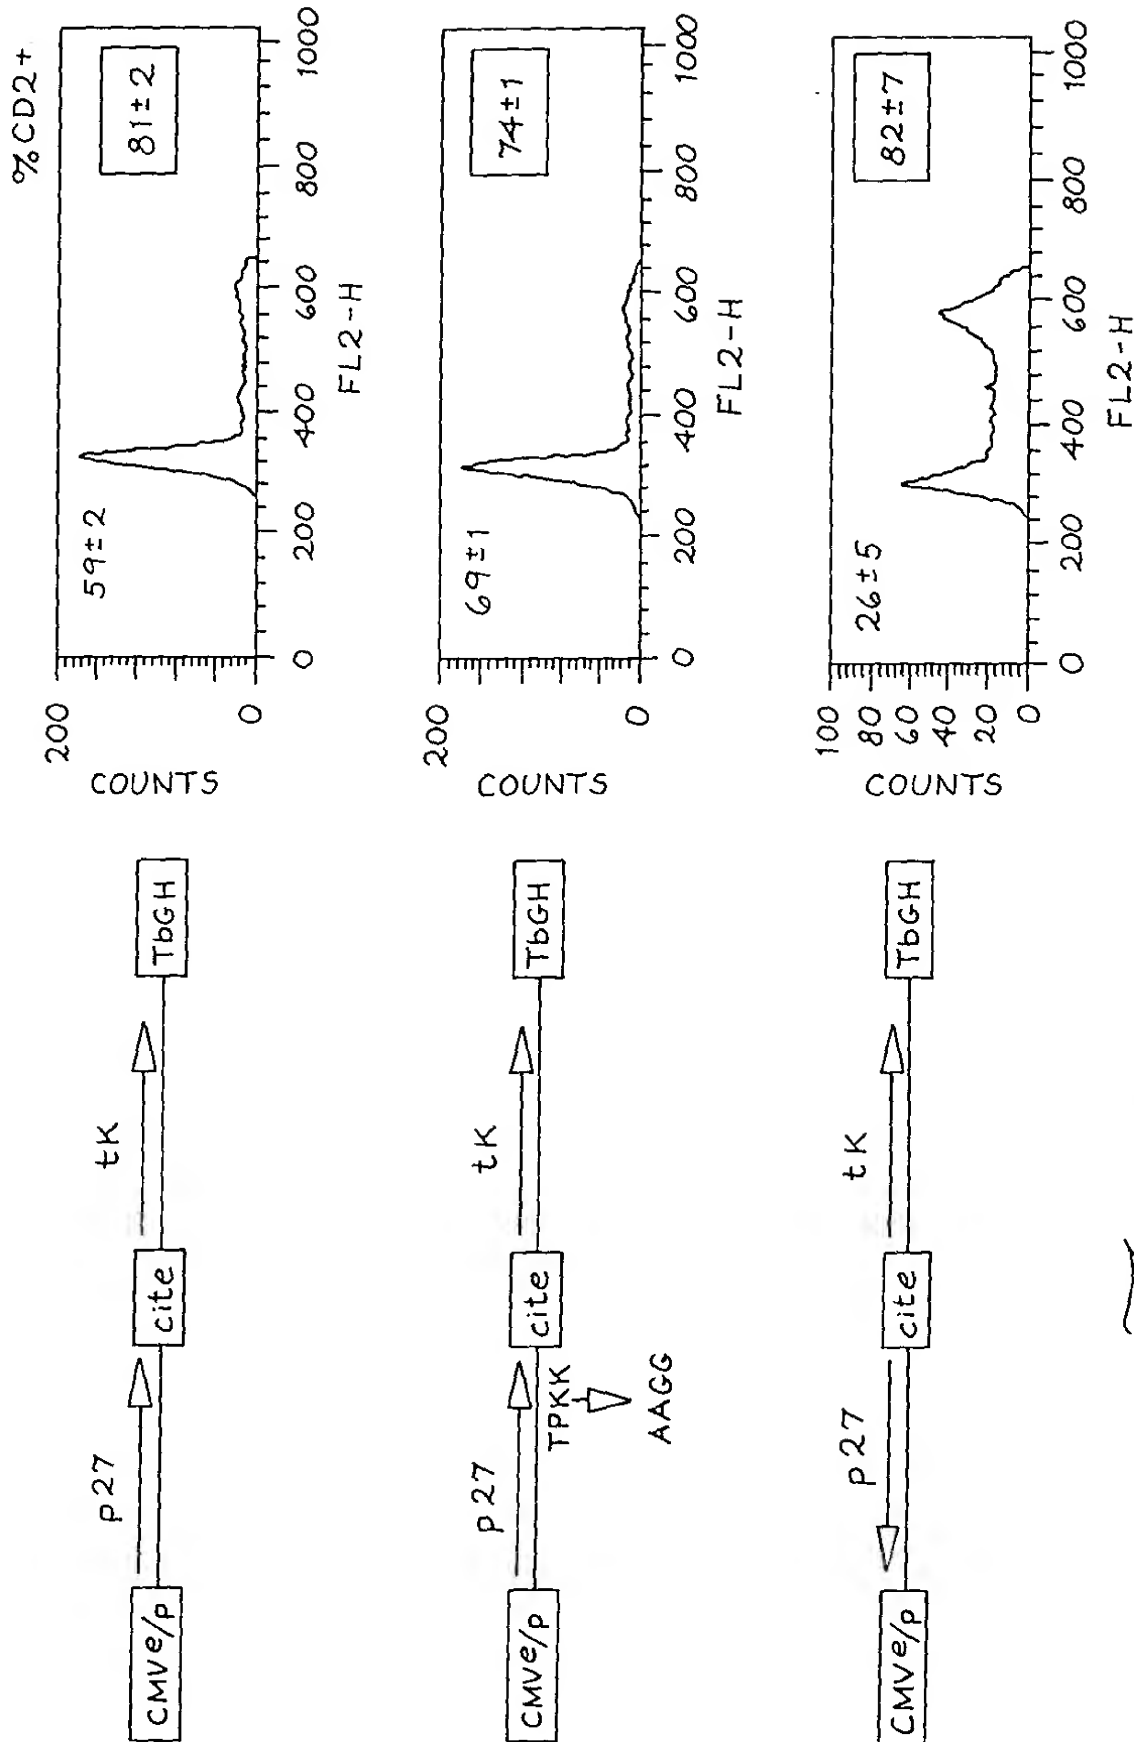 %CD2+
CMVe/p
p27
cite
tK
TbGH
COUNTS
200
0
59±2
81±2
0 200 400 600 800 1000
FL2-H
CMVe/p
p27
TPKK
AAGG
cite
tK
TbGH
COUNTS
200
0
69±1
74±1
0 200 400 600 800 1000
FL2-H
CMVe/p
p27
cite
tK
TbGH
COUNTS
100
80
60
40
20
0
26±5
82±7
0 200 400 600 800 1000
FL2-H